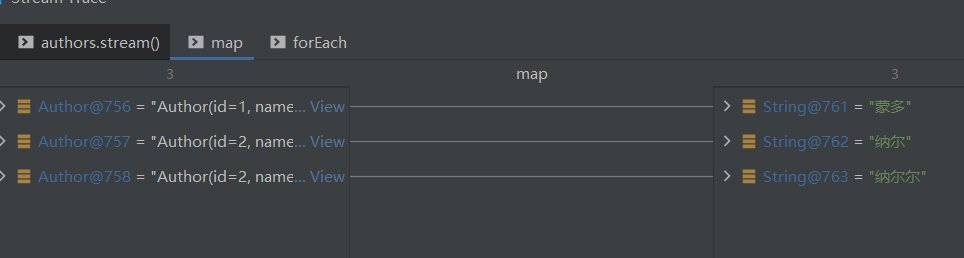 Stream Trace
authors.stream() map forEach
3 map 3
Author@756 = "Author(id=1, name... View String@761 = "蒙多"
Author@757 = "Author(id=2, name... View String@762 = "纳尔"
Author@758 = "Author(id=2, name... View String@763 = "纳尔尔"